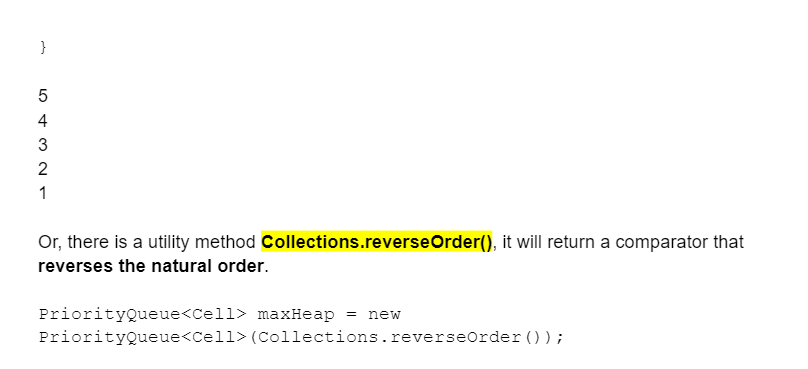 }
5
4
3
2
1
Or, there is a utility method Collections.reverseOrder(), it will return a comparator that
reverses the natural order.
PriorityQueue<Cell> maxHeap = new
PriorityQueue<Cell>(Collections.reverseOrder());